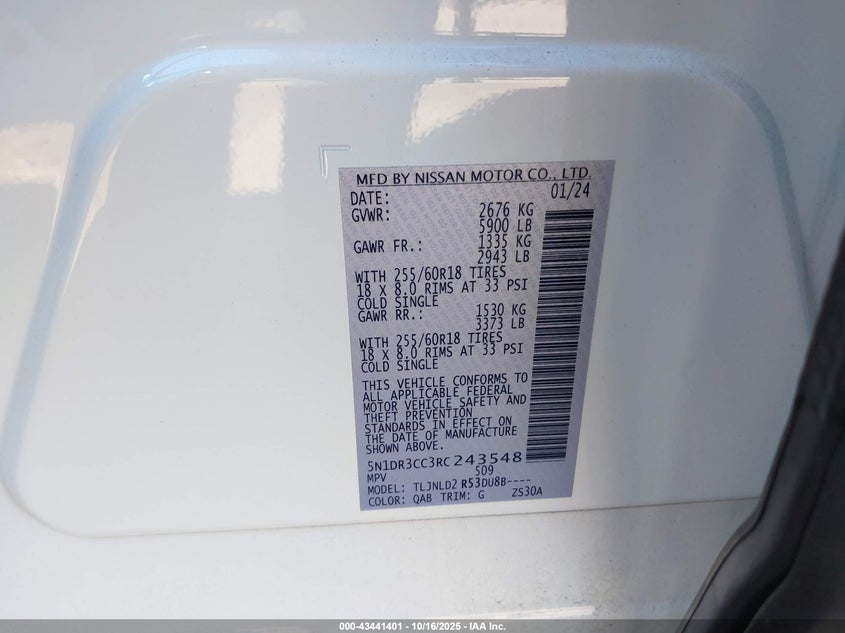 MFD BY NISSAN MOTOR CO., LTD.
DATE: 01/24
GVWR: 2676 KG
5900 LB
GAWR FR.: 1335 KG
2943 LB
WITH 255/60R18 TIRES
18 X 8.0 RIMS AT 33 PSI
COLD SINGLE
GAWR RR.: 1530 KG
3373 LB
WITH 255/60R18 TIRES
18 X 8.0 RIMS AT 33 PSI
COLD SINGLE
THIS VEHICLE CONFORMS TO
ALL APPLICABLE FEDERAL
MOTOR VEHICLE SAFETY AND
THEFT PREVENTION
STANDARDS IN EFFECT ON
THE DATE OF MANUFACTURE
SHOWN ABOVE.
5N1DR3CC3RC243548
MPV 509
MODEL: TLJNLD2 R53DU8B----
COLOR: QAB TRIM: G ZS30A
000-43441401 - 10/16/2025 - IAA Inc.